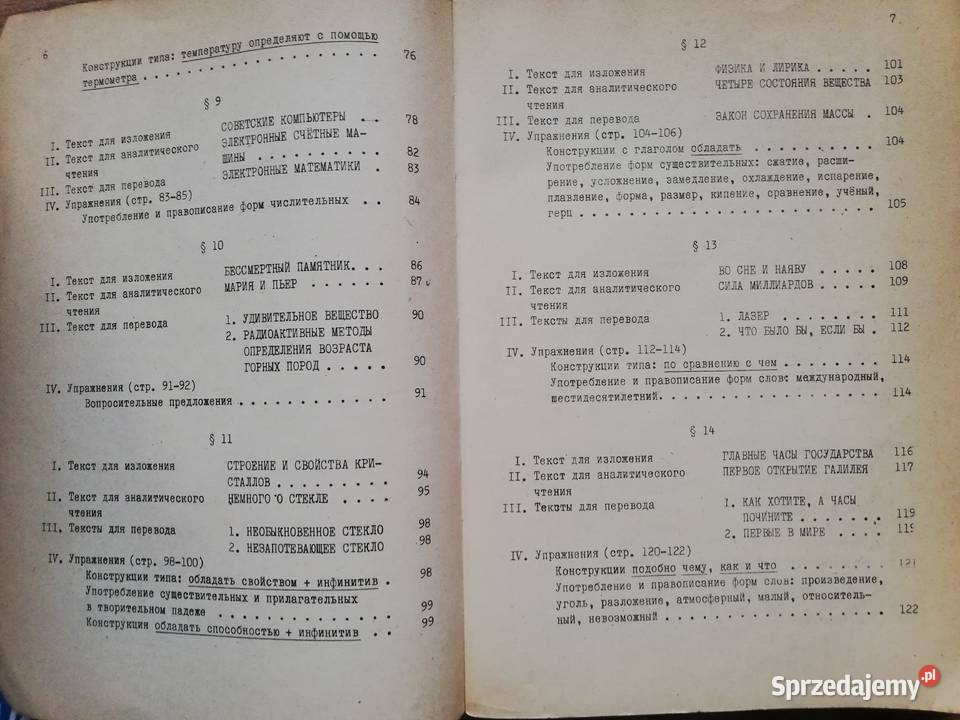 6
Конструкции типа: температуру определяют с помощью
термометра . . . . . . . . . . . . . . . . . . 76
§ 9
I. Текст для изложения СОВЕТСКИЕ КОМПЬЮТЕРЫ . . 78
II. Текст для аналитического ЭЛЕКТРОННЫЕ СЧЁТНЫЕ МА-
чтения ШИНЫ . . . . . . . . . 82
III. Текст для перевода ЭЛЕКТРОННЫЕ МАТЕМАТИКИ . 83
IV. Упражнения (стр. 83-85)
Употребление и правописание форм числительных . . 84
§ 10
I. Текст для изложения БЕССМЕРТНЫЙ ПАМЯТНИК. . . 86
II. Текст для аналитического МАРИЯ И ПЬЕР . . . . . . 87
чтения
III. Текст для перевода 1. УДИВИТЕЛЬНОЕ ВЕЩЕСТВО 90
2. РАДИОАКТИВНЫЕ МЕТОДЫ
ОПРЕДЕЛЕНИЯ ВОЗРАСТА
ГОРНЫХ ПОРОД . . . . . 90
IV. Упражнения (стр. 91-92)
Вопросительные предложения . . . . . . . . . . . . 91
§ 11
I. Текст для изложения СТРОЕНИЕ И СВОЙСТВА КРИ-
СТАЛЛОВ . . . . . . . . . 94
II. Текст для аналитического НЕМНОГО О СТЕКЛЕ . . . . 95
чтения
III. Тексты для перевода 1. НЕОБЫКНОВЕННОЕ СТЕКЛО 98
2. НЕЗАПОТЕВАЮЩЕЕ СТЕКЛО 98
IV. Упражнения (стр. 98-100)
Конструкции типа: обладать свойством + инфинитив . 98
Употребление существительных и прилагательных
в творительном падеже . . . . . . . . . . . . . . 99
Конструкция обладать способностью + инфинитив . . 99
7.
§ 12
I. Текст для изложения ФИЗИКА И ЛИРИКА . . . . . 101
II. Текст для аналитического ЧЕТЫРЕ СОСТОЯНИЯ ВЕЩЕСТВА 103
чтения
III. Текст для перевода ЗАКОН СОХРАНЕНИЯ МАССЫ . 104
IV. Упражнения (стр. 104-106)
Конструкции с глаголом обладать . . . . . . . . . . 104
Употребление форм существительных: сжатие, расши-
рение, усложнение, замедление, охлаждение, испарение,
плавление, форма, размер, кипение, сравнение, учёный,
герц . . . . . . . . . . . . . . . . . . . . . . . . 105
§ 13
I. Текст для изложения ВО СНЕ И НАЯВУ . . . . . 108
II. Текст для аналитического СИЛА МИЛЛИАРДОВ . . . . 109
чтения
III. Тексты для перевода 1. ЛАЗЕР . . . . . . . . 111
2. ЧТО БЫЛО БЫ, ЕСЛИ БЫ . 112
IV. Упражнения (стр. 112-114)
Конструкции типа: по сравнению с чем . . . . . . . 114
Употребление и правописание форм слов: международный,
шестидесятилетний. . . . . . . . . . . . . . . . . . . 114
§ 14
I. Текст для изложения ГЛАВНЫЕ ЧАСЫ ГОСУДАРСТВА 116
II. Текст для аналитического ПЕРВОЕ ОТКРЫТИЕ ГАЛИЛЕЯ 117
чтения
III. Тексты для перевода 1. КАК ХОТИТЕ, А ЧАСЫ
ПОЧИНИТЕ . . . . . . . 119
2. ПЕРВЫЕ В МИРЕ . . . . 119
IV. Упражнения (стр. 120-122)
Конструкции подобно чему, как и что . . . . . . . . 121
Употребление и правописание форм слов: произведение,
уголь, разложение, атмосферный, малый, относитель-
ный, невозможный . . . . . . . . . . . . . . . . . . 122
Sprzedajemy.pl